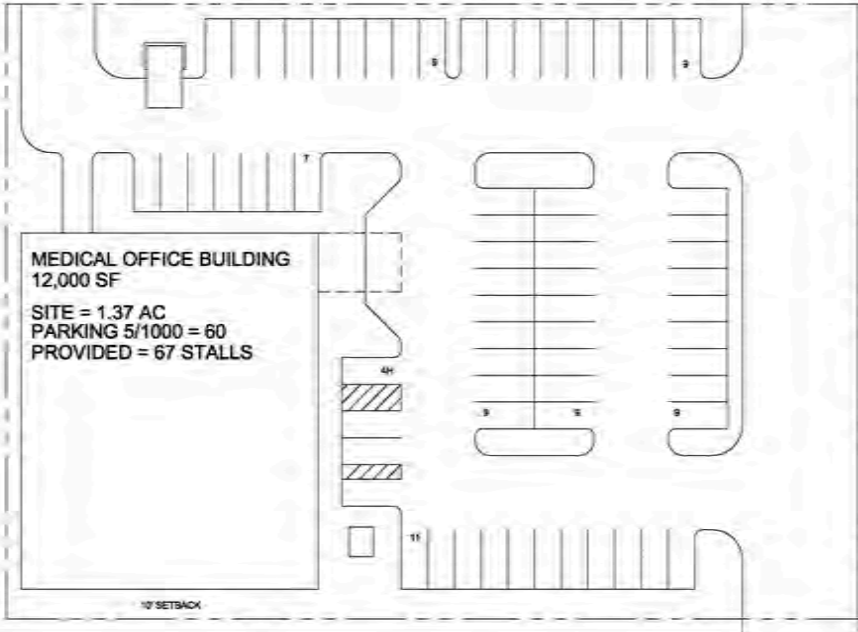 9
9
7
MEDICAL OFFICE BUILDING
12,000 SF
SITE = 1.37 AC
PARKING 5/1000 = 60
PROVIDED = 67 STALLS
4H
9
9
9
11
10' SETBACK